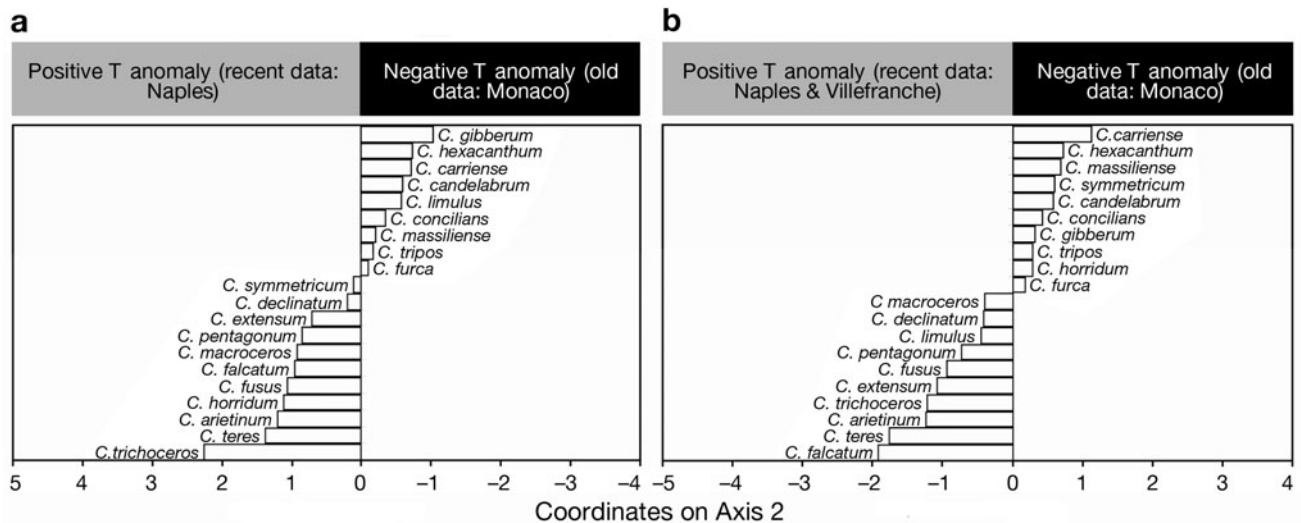 a
Positive T anomaly (recent data:
Naples)
Negative T anomaly (old
data: Monaco)
C. gibberum
C. hexacanthum
C. carriense
C. candelabrum
C. limulus
C. concilians
C. massiliense
C. tripos
C. furca
C. symmetricum
C. declinatum
C. extensum
C. pentagonum
C. macroceros
C. falcatum
C. fusus
C. horridum
C. arietinum
C. teres
C.trichoceros
5 4 3 2 1 0 –1 –2 –3 –4
b
Positive T anomaly (recent data:
Naples & Villefranche)
Negative T anomaly (old
data: Monaco)
C.carriense
C. hexacanthum
C. massiliense
C. symmetricum
C. candelabrum
C. concilians
C. gibberum
C. tripos
C. horridum
C. furca
C macroceros
C. declinatum
C. limulus
C. pentagonum
C. fusus
C. extensum
C. trichoceros
C. arietinum
C. teres
C. falcatum
–5 –4 –3 –2 –1 0 1 2 3 4
Coordinates on Axis 2